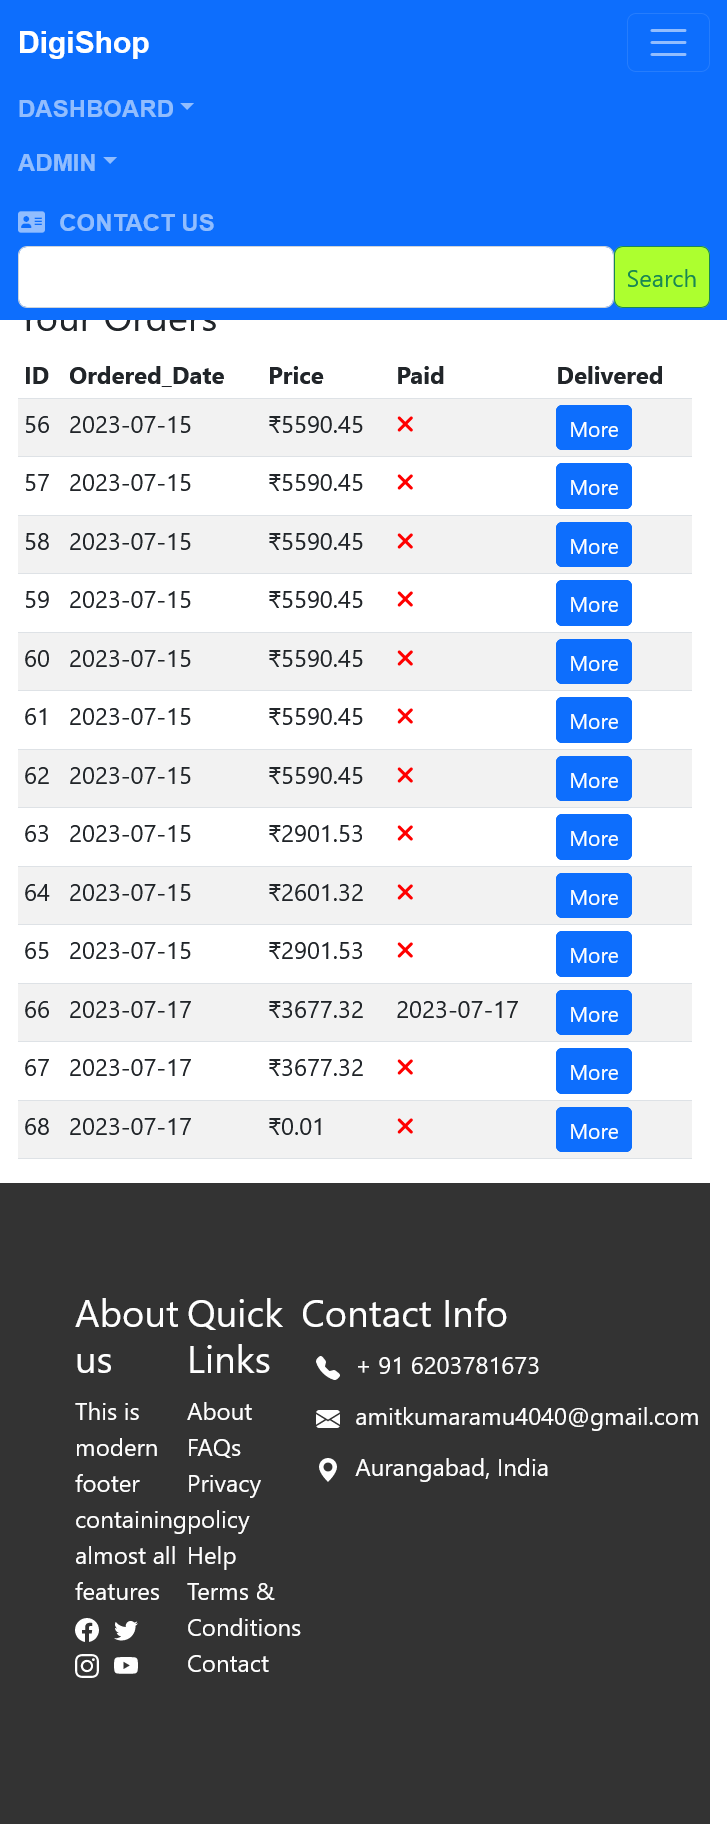 DigiShop
DASHBOARD
ADMIN
CONTACT US
Search
Your Orders
ID Ordered_Date Price Paid Delivered
56 2023-07-15 ₹5590.45 More
57 2023-07-15 ₹5590.45 More
58 2023-07-15 ₹5590.45 More
59 2023-07-15 ₹5590.45 More
60 2023-07-15 ₹5590.45 More
61 2023-07-15 ₹5590.45 More
62 2023-07-15 ₹5590.45 More
63 2023-07-15 ₹2901.53 More
64 2023-07-15 ₹2601.32 More
65 2023-07-15 ₹2901.53 More
66 2023-07-17 ₹3677.32 2023-07-17 More
67 2023-07-17 ₹3677.32 More
68 2023-07-17 ₹0.01 More
About
us
This is
modern
footer
containing
almost all
features
Quick
Links
About
FAQs
Privacy
policy
Help
Terms &
Conditions
Contact
Contact Info
+ 91 6203781673
amitkumaramu4040@gmail.com
Aurangabad, India